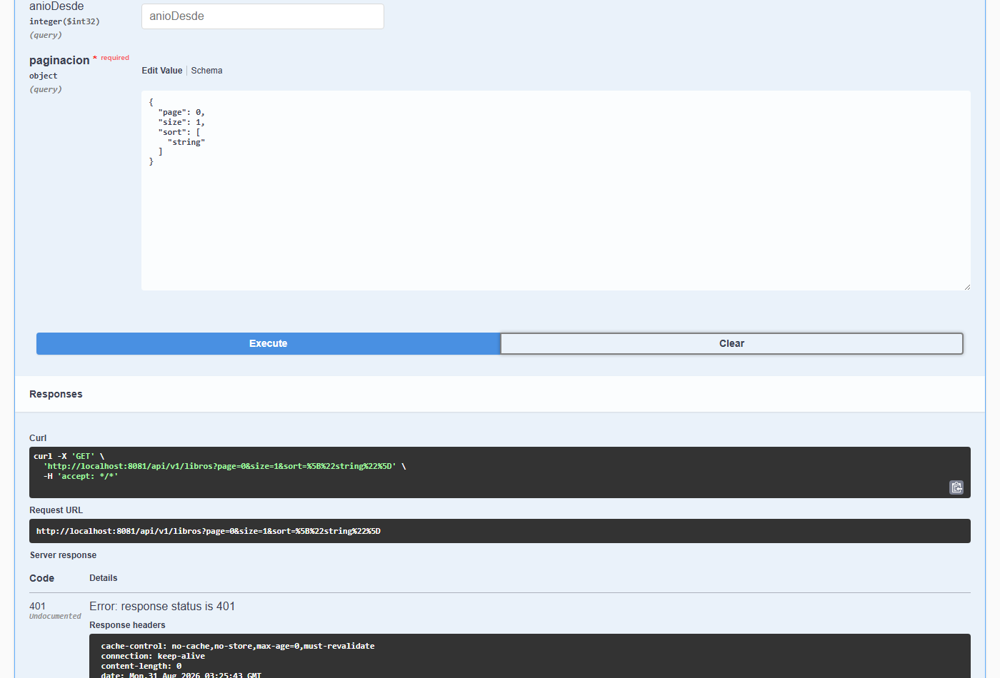 anioDesde
integer($int32)
(query)
anioDesde
paginacion * required
object
(query)
Edit Value | Schema
{
  "page": 0,
  "size": 1,
  "sort": [
    "string"
  ]
}
Execute
Clear
Responses
Curl
curl -X 'GET' \
  'http://localhost:8081/api/v1/libros?page=0&size=1&sort=%5B%22string%22%5D' \
  -H 'accept: */*'
Request URL
http://localhost:8081/api/v1/libros?page=0&size=1&sort=%5B%22string%22%5D
Server response
Code Details
401
Undocumented
Error: response status is 401
Response headers
cache-control: no-cache,no-store,max-age=0,must-revalidate
connection: keep-alive
content-length: 0
date: Mon,31 Aug 2026 03:25:43 GMT